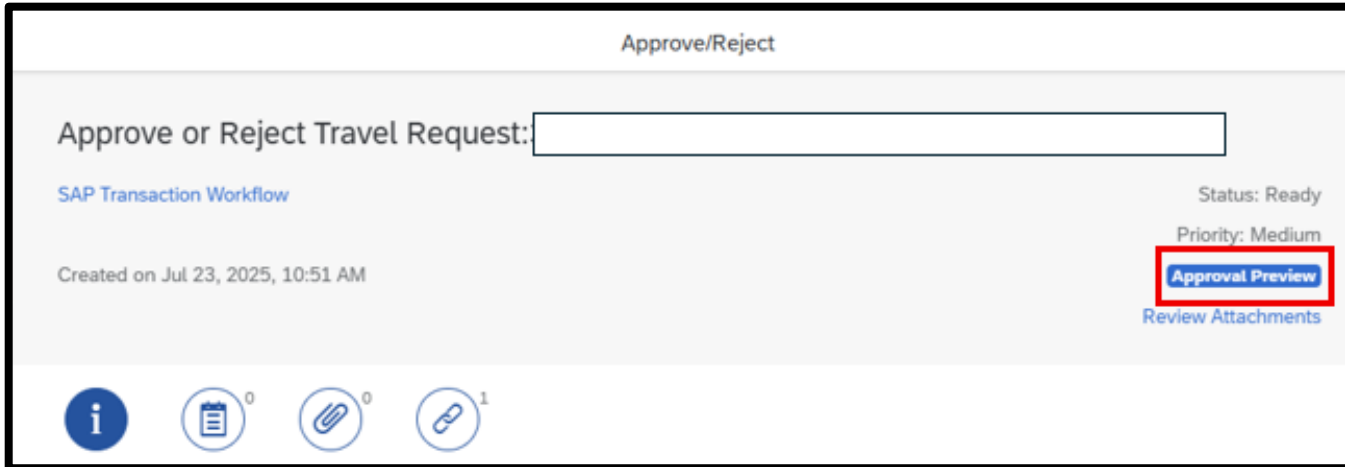 Approve/Reject
Approve or Reject Travel Request:
SAP Transaction Workflow
Status: Ready
Priority: Medium
Created on Jul 23, 2025, 10:51 AM
Approval Preview
Review Attachments
0
0
1